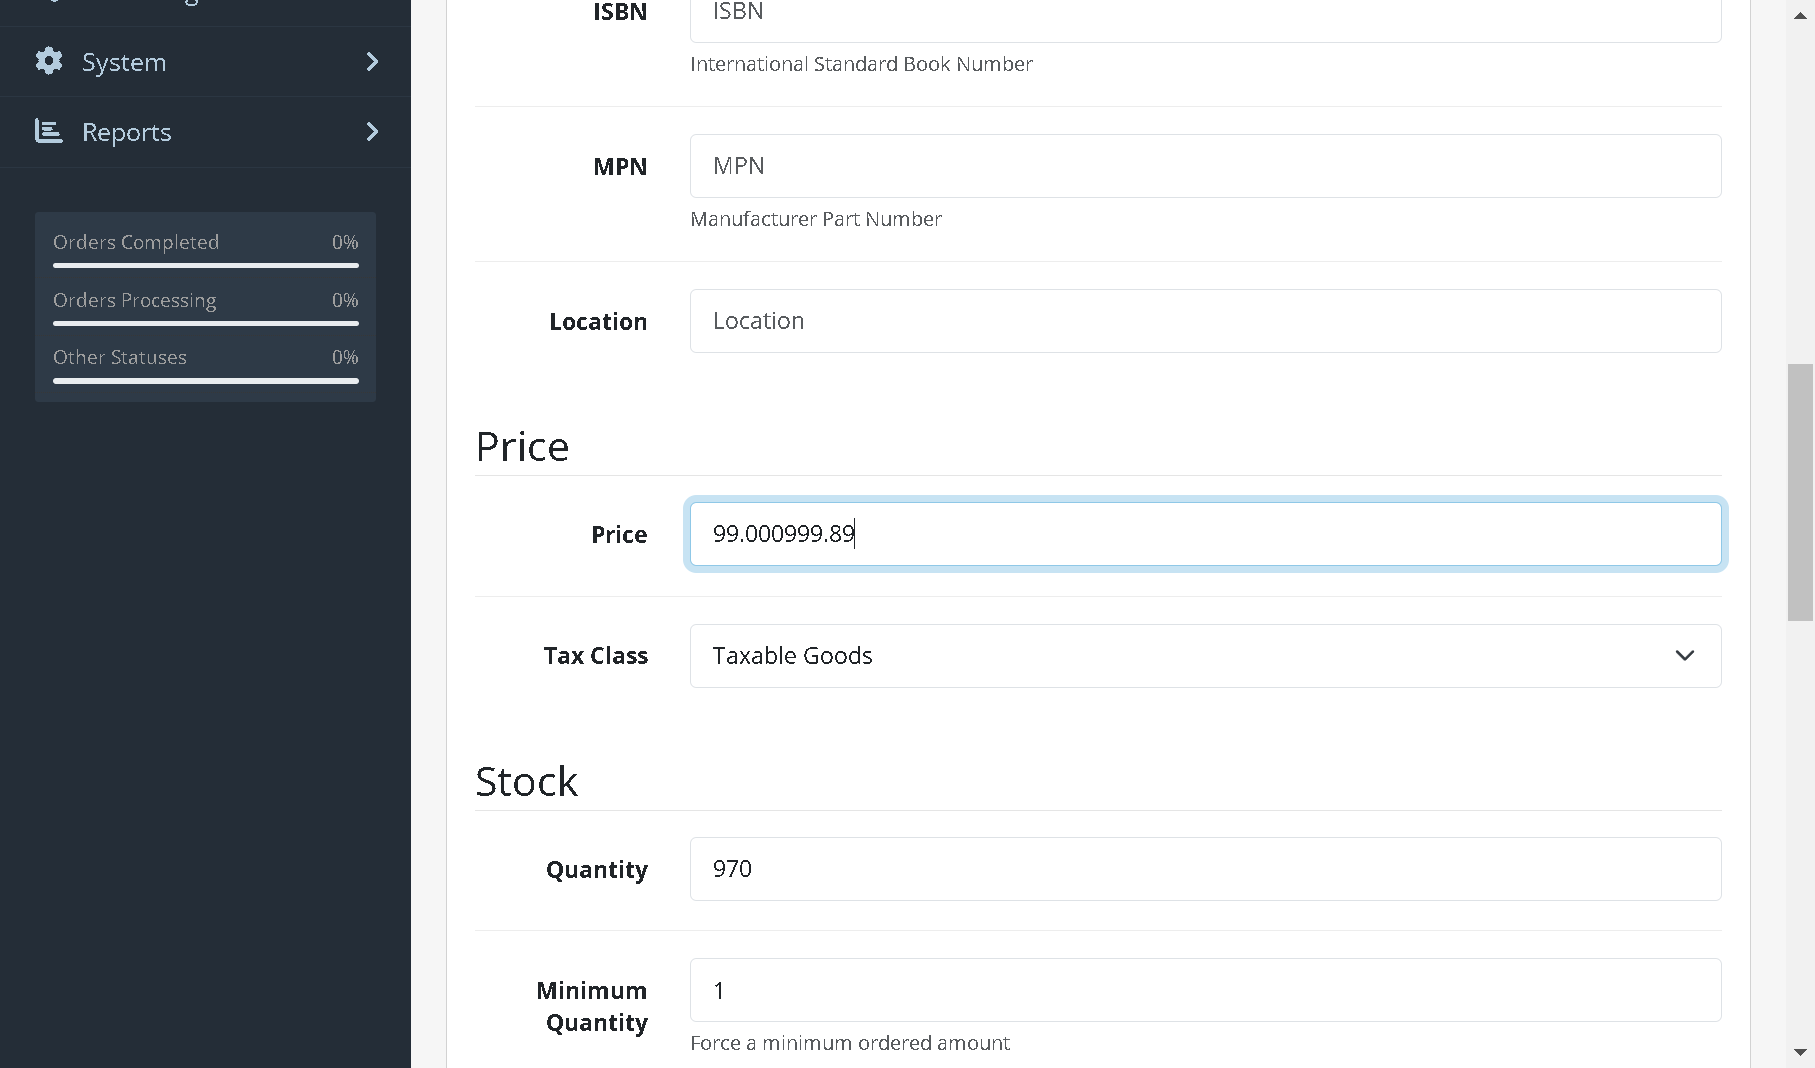 System
Reports
Orders Completed 0%
Orders Processing 0%
Other Statuses 0%
ISBN ISBN
International Standard Book Number
MPN MPN
Manufacturer Part Number
Location Location
Price
Price 99.000999.89
Tax Class Taxable Goods
Stock
Quantity 970
Minimum Quantity 1
Force a minimum ordered amount